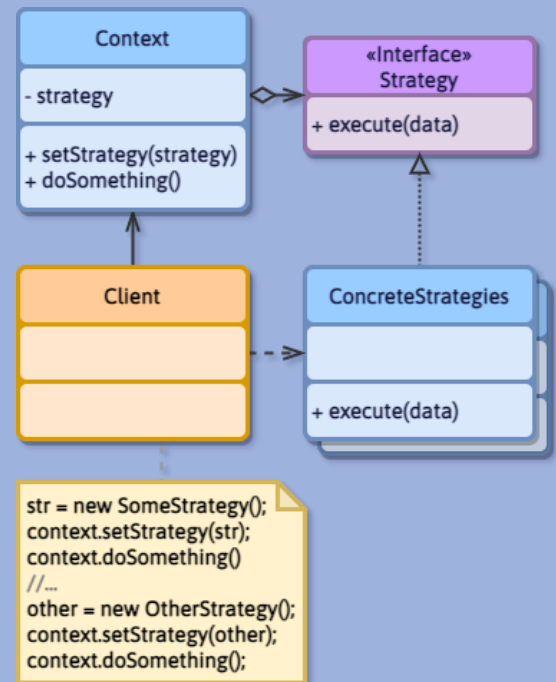 Context
- strategy
+ setStrategy(strategy)
+ doSomething()
«Interface»
Strategy
+ execute(data)
Client
ConcreteStrategies
+ execute(data)
str = new SomeStrategy();
context.setStrategy(str);
context.doSomething()
//...
other = new OtherStrategy();
context.setStrategy(other);
context.doSomething();